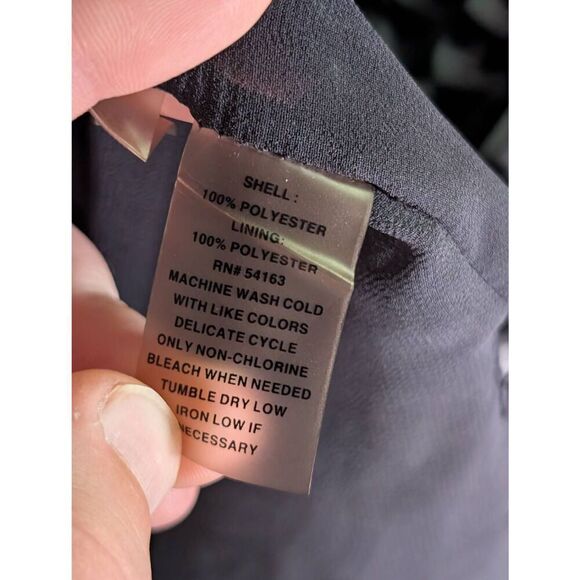 SHELL:
100% POLYESTER
LINING:
100% POLYESTER
RN# 54163
MACHINE WASH COLD
WITH LIKE COLORS
DELICATE CYCLE
ONLY NON-CHLORINE
BLEACH WHEN NEEDED
TUMBLE DRY LOW
IRON LOW IF
NECESSARY